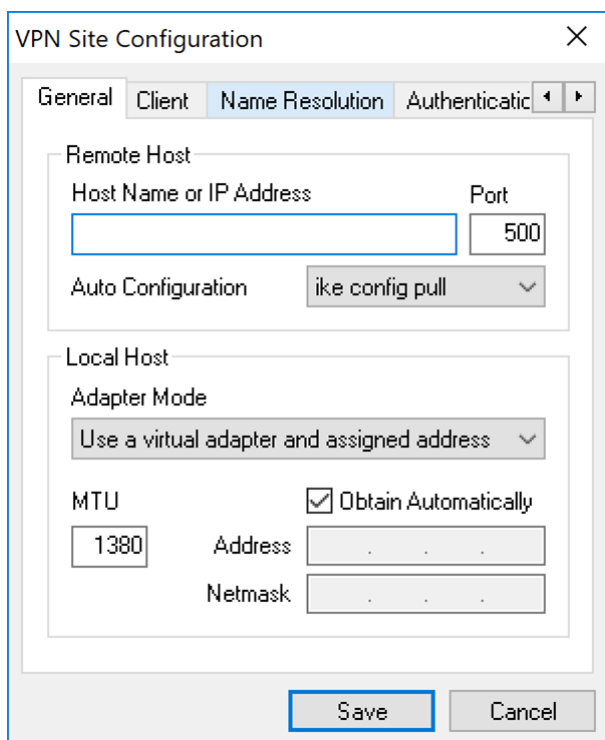 VPN Site Configuration
General Client Name Resolution
Remote Host
Host Name or IP Address Port
500
Auto Configuration ike config pull
Local Host
Adapter Mode
Use a virtual adapter and assigned address
MTU Obtain Automatically
1380 Address . . .
Netmask . . .
Save Cancel